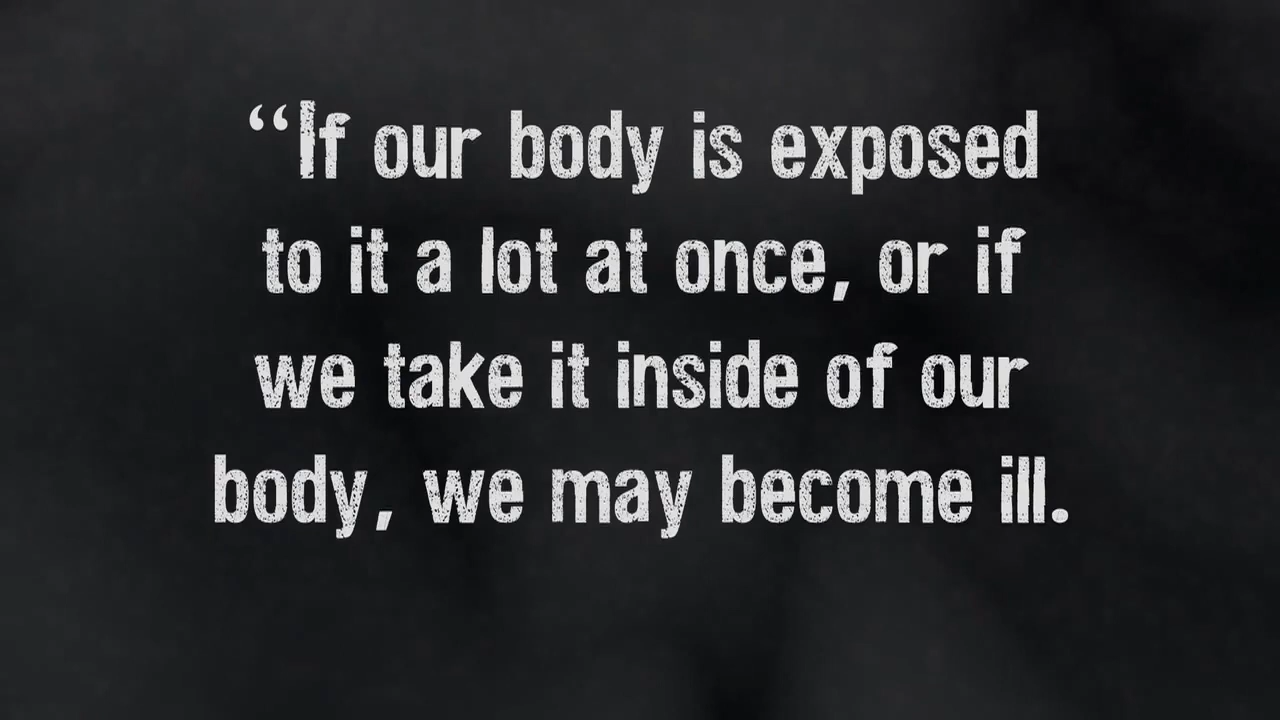 “If our body is exposed
to it a lot at once, or if
we take it inside of our
body, we may become ill.